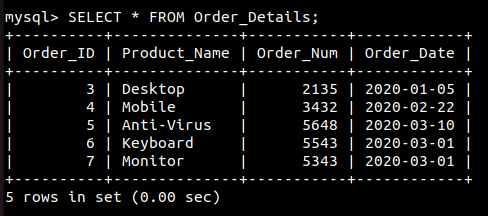 mysql> SELECT * FROM Order_Details;
+----------+--------------+-----------+------------+
| Order_ID | Product_Name | Order_Num | Order_Date |
+----------+--------------+-----------+------------+
|        3 | Desktop      |      2135 | 2020-01-05 |
|        4 | Mobile       |      3432 | 2020-02-22 |
|        5 | Anti-Virus   |      5648 | 2020-03-10 |
|        6 | Keyboard     |      5543 | 2020-03-01 |
|        7 | Monitor      |      5343 | 2020-03-01 |
+----------+--------------+-----------+------------+
5 rows in set (0.00 sec)